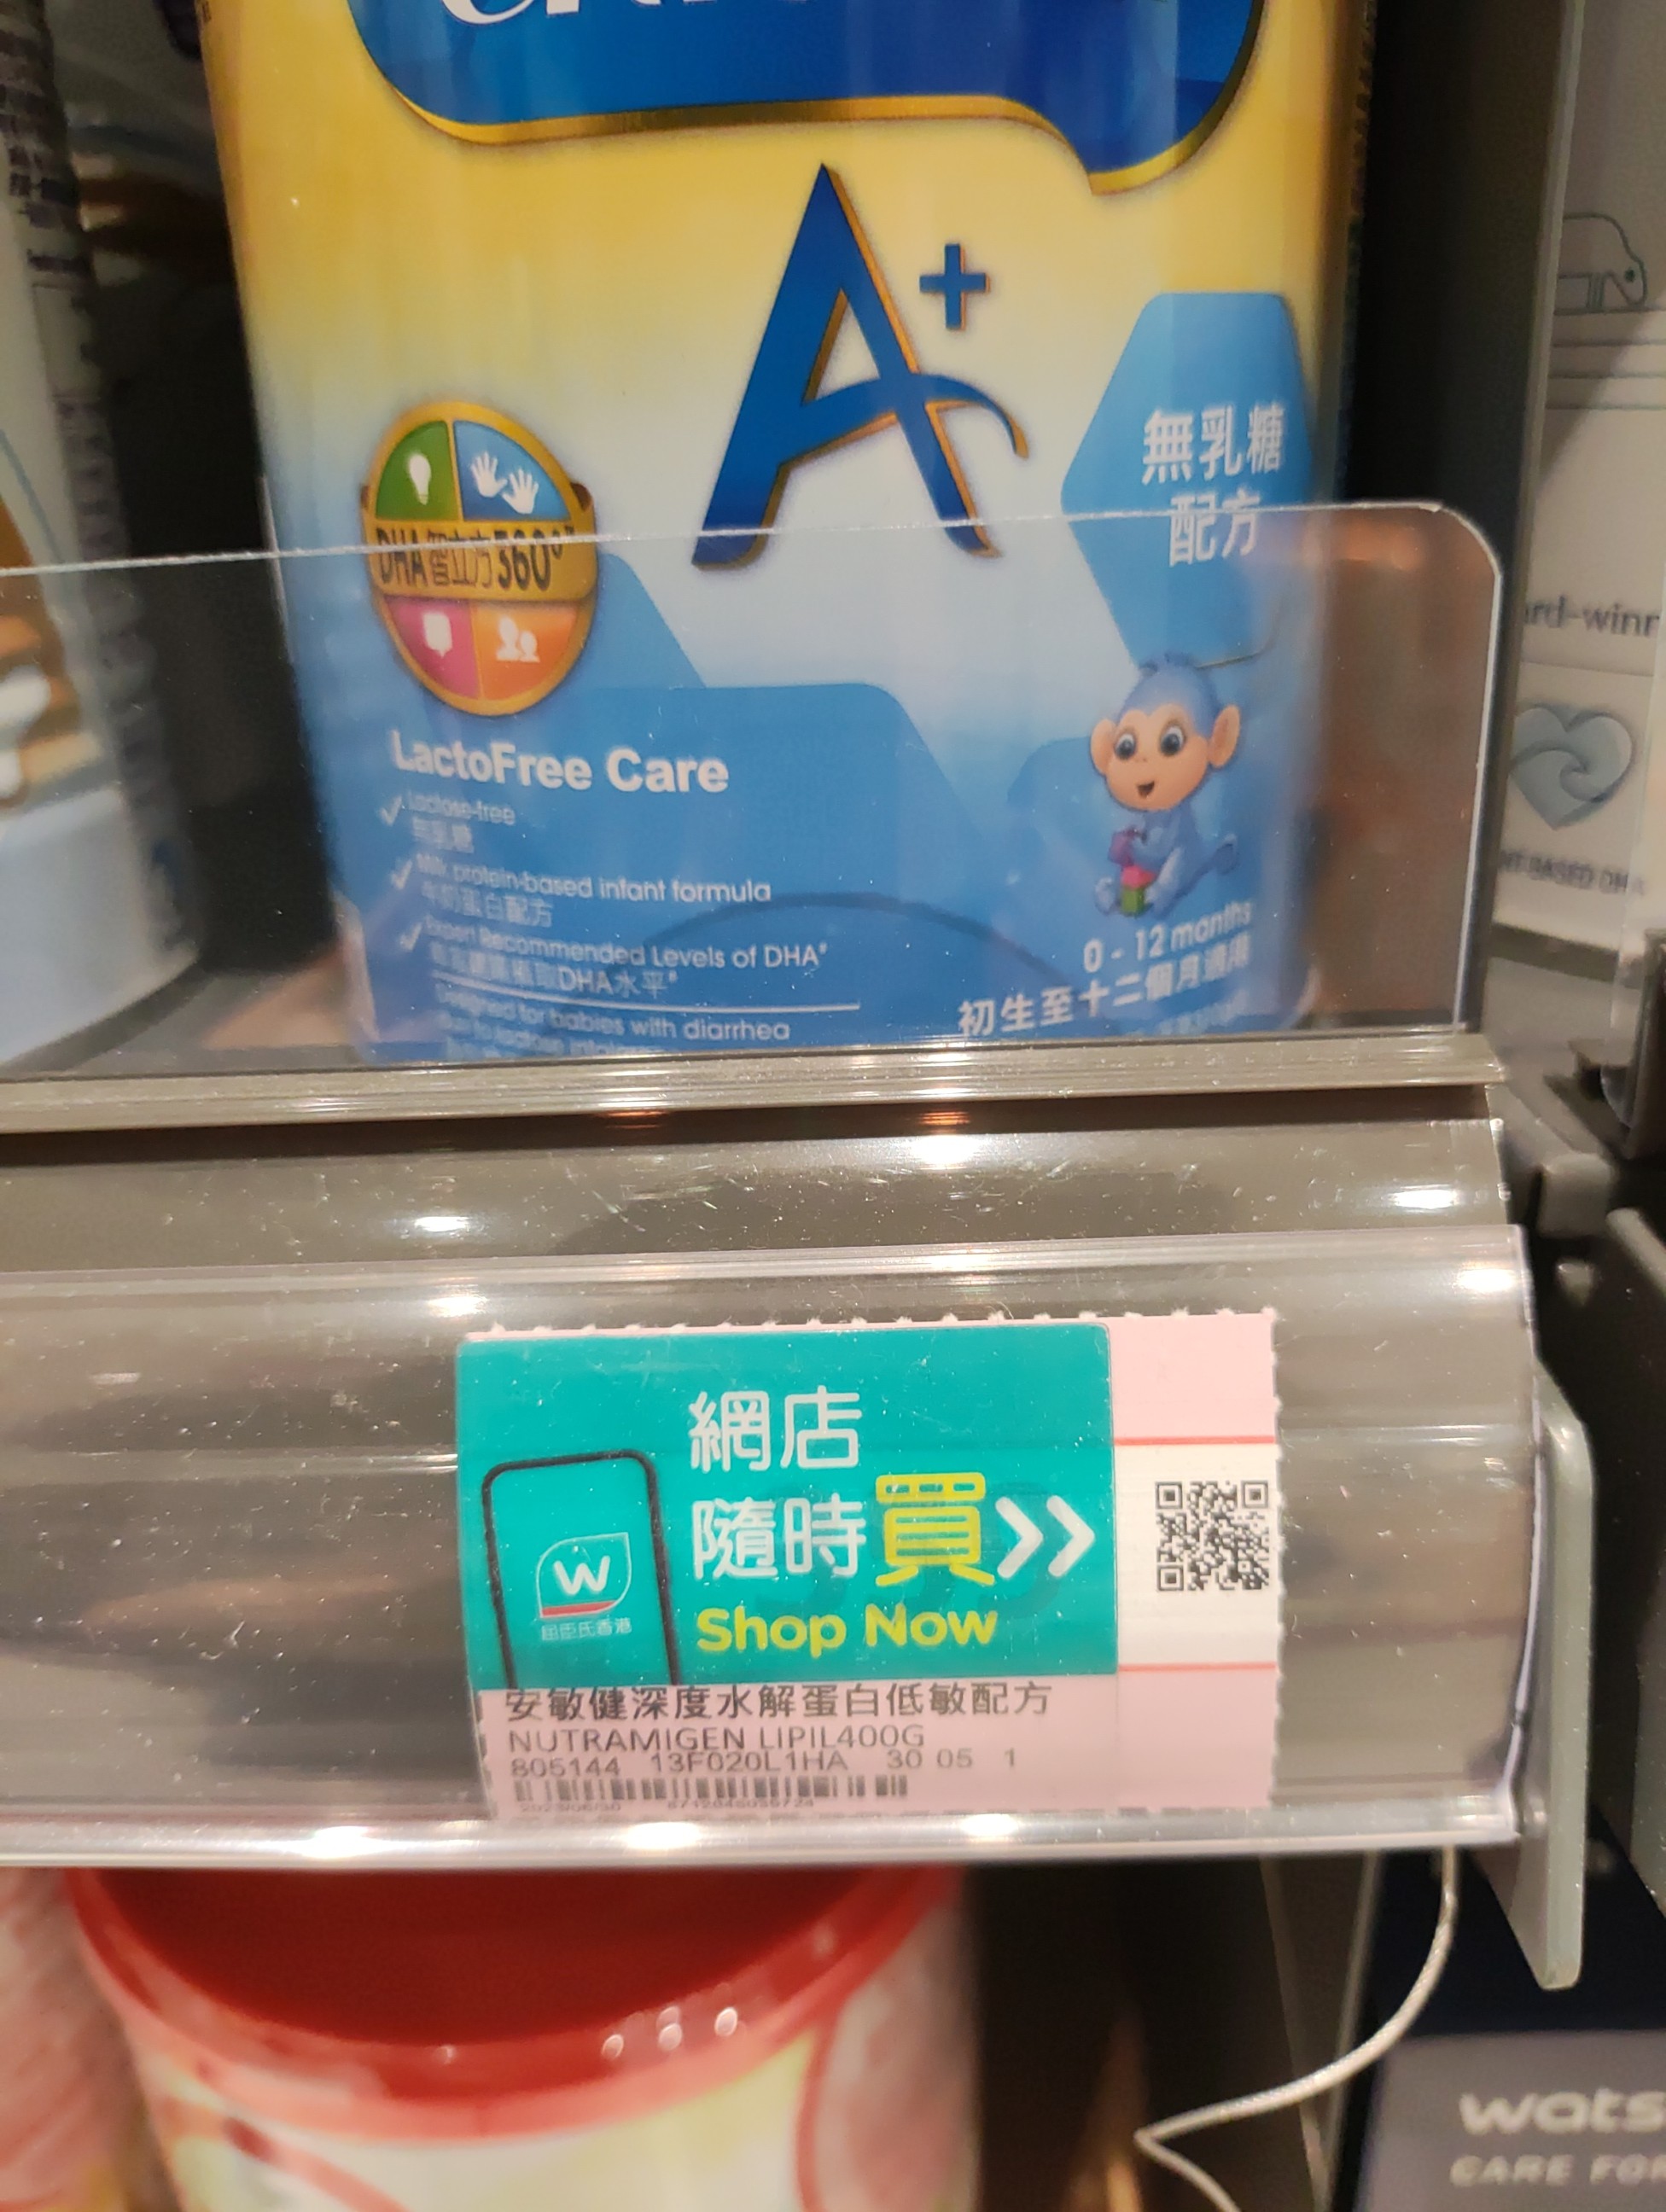 A+
無乳糖
配方
DHA智立方360°
LactoFree Care
Lactose-free
無乳糖
Milk protein-based infant formula
牛奶蛋白配方
Expert Recommended Levels of DHA*
DHA水平*
Designed for babies with diarrhea
0 - 12 months
初生至十二個月適用
網店
隨時買
Shop Now
W
屈臣氏香港
安敏健深度水解蛋白低敏配方
NUTRAMIGEN LIPIL400G
805144 13F020L1HA 30 05 1
wats
CARE FOR